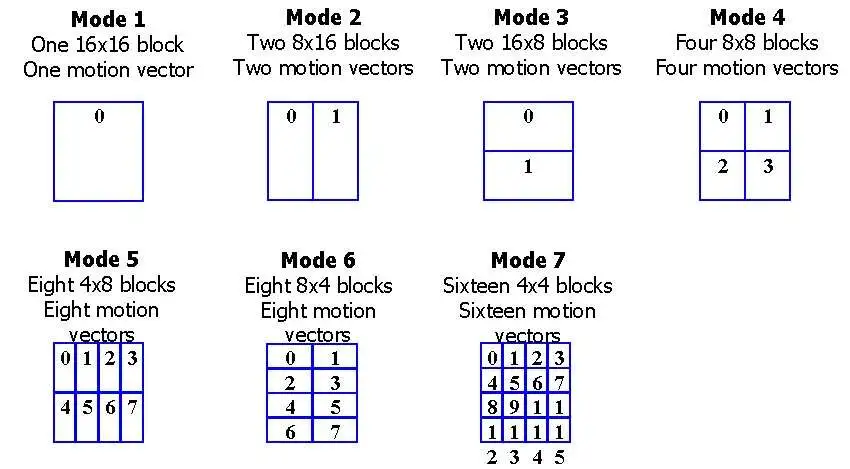 Mode 1
One 16x16 block
One motion vector
0
Mode 2
Two 8x16 blocks
Two motion vectors
0 1
Mode 3
Two 16x8 blocks
Two motion vectors
0
1
Mode 4
Four 8x8 blocks
Four motion vectors
0 1
2 3
Mode 5
Eight 4x8 blocks
Eight motion
vectors
0 1 2 3
4 5 6 7
Mode 6
Eight 8x4 blocks
Eight motion
vectors
0 1
2 3
4 5
6 7
Mode 7
Sixteen 4x4 blocks
Sixteen motion
vectors
0 1 2 3
4 5 6 7
8 9 1 1
1 1 1 1
2 3 4 5